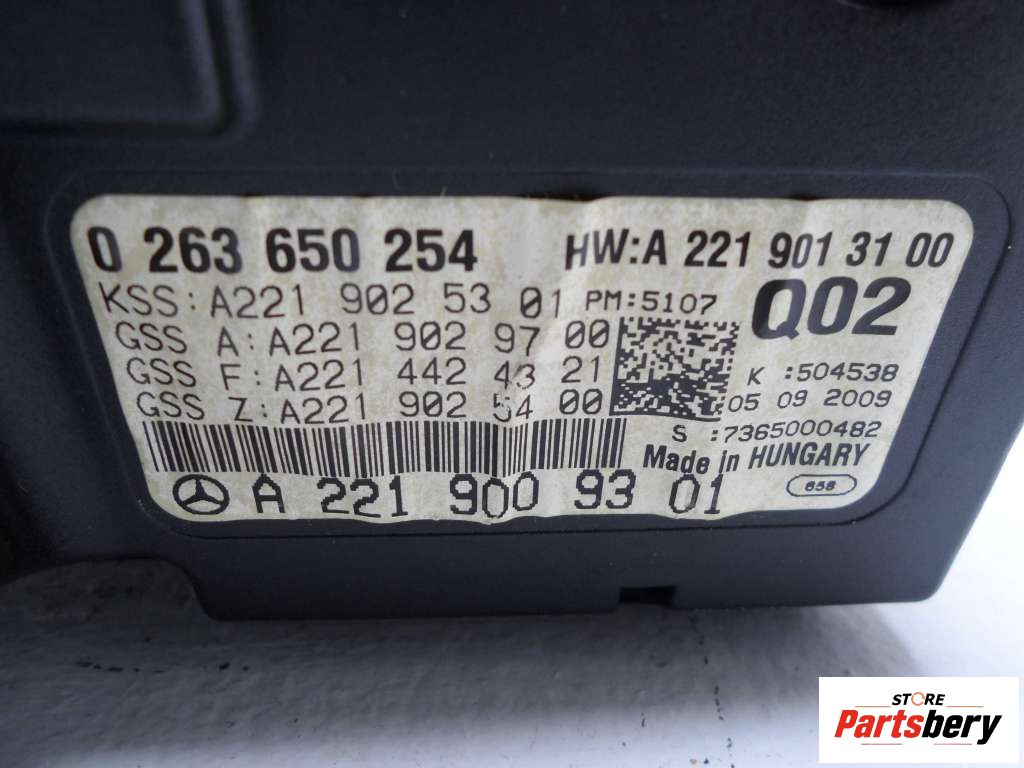 0 263 650 254 HW:A 221 901 31 00
KSS:A221 902 53 01 PM:5107 Q02
GSS A:A221 902 97 00
GSS F:A221 442 43 21 K :504538
GSS Z:A221 902 54 00 05 09 2009
S :7365000482
Made in HUNGARY
A 221 900 93 01 658
STORE
Partsbery